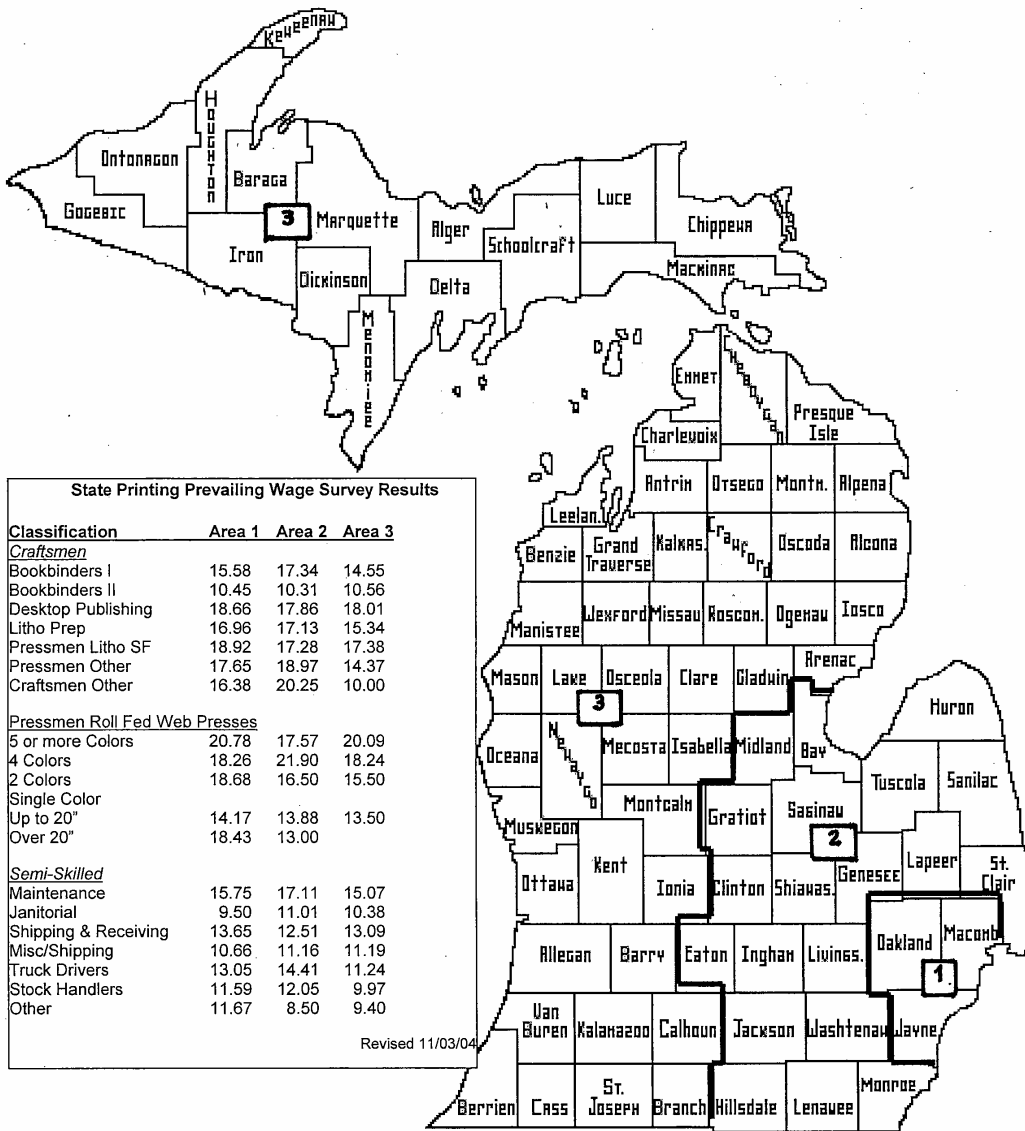 Keweenaw
Houghton
Ontonagon
Baraga
Gogebic
3
Marquette
Iron
Dickinson
Menomiee
Alger
Delta
Schoolcraft
Luce
Chippewa
Mackinac
Emmet
Cheboygan
Presque
Isle
Charlevoix
Antrim
Otsego
Montm.
Alpena
Leelan.
Benzie
Grand
Traverse
Kalkas.
Crawford
Oscoda
Alcona
Manistee
Wexford
Missau
Roscom.
Ogemaw
Iosco
Mason
Lake
Osceola
Clare
Gladwin
Arenac
3
Huron
Oceana
Newaygo
Mecosta
Isabella
Midland
Bay
Tuscola
Sanilac
Montcalm
Gratiot
Saginaw
Muskegon
2
Kent
Ottawa
Ionia
Clinton
Shiawas.
Genesee
Lapeer
St.
Clair
Allegan
Barry
Eaton
Ingham
Livings.
Oakland
Macomb
1
Van
Buren
Kalamazoo
Calhoun
Jackson
Washtenaw
Wayne
Berrien
Cass
St.
Joseph
Branch
Hillsdale
Lenawee
Monroe
State Printing Prevailing Wage Survey Results
Classification Area 1 Area 2 Area 3
Craftsmen
Bookbinders I 15.58 17.34 14.55
Bookbinders II 10.45 10.31 10.56
Desktop Publishing 18.66 17.86 18.01
Litho Prep 16.96 17.13 15.34
Pressmen Litho SF 18.92 17.28 17.38
Pressmen Other 17.65 18.97 14.37
Craftsmen Other 16.38 20.25 10.00
Pressmen Roll Fed Web Presses
5 or more Colors 20.78 17.57 20.09
4 Colors 18.26 21.90 18.24
2 Colors 18.68 16.50 15.50
Single Color
Up to 20" 14.17 13.88 13.50
Over 20" 18.43 13.00
Semi-Skilled
Maintenance 15.75 17.11 15.07
Janitorial 9.50 11.01 10.38
Shipping & Receiving 13.65 12.51 13.09
Misc/Shipping 10.66 11.16 11.19
Truck Drivers 13.05 14.41 11.24
Stock Handlers 11.59 12.05 9.97
Other 11.67 8.50 9.40
Revised 11/03/04